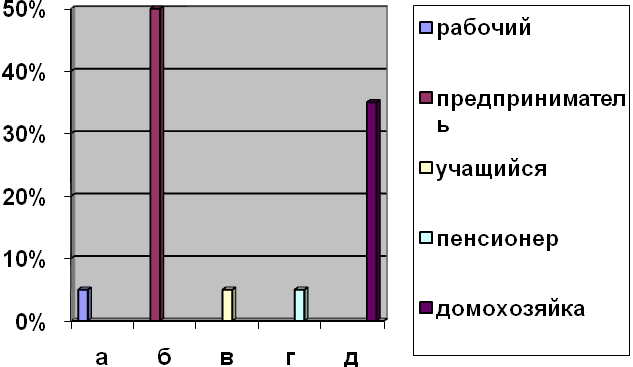 50%
40%
30%
20%
10%
0%
а б в г д
рабочий
предприниматель
ь
учащийся
пенсионер
домохозяйка